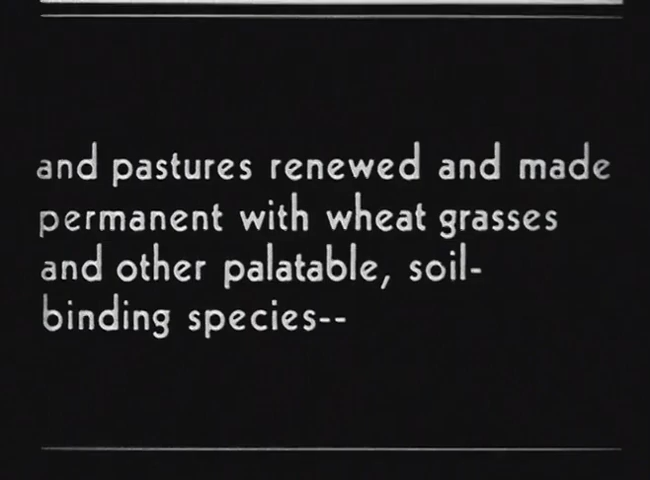 and pastures renewed and made
permanent with wheat grasses
and other palatable, soil-
binding species--